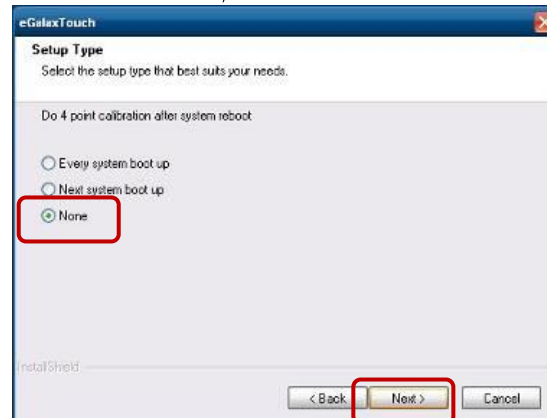 eGalaxTouch
Setup Type
Select the setup type that best suits your needs.
Do 4 point calibration after system reboot
Every system boot up
Next system boot up
None
InstallShield
< Back
Next >
Cancel